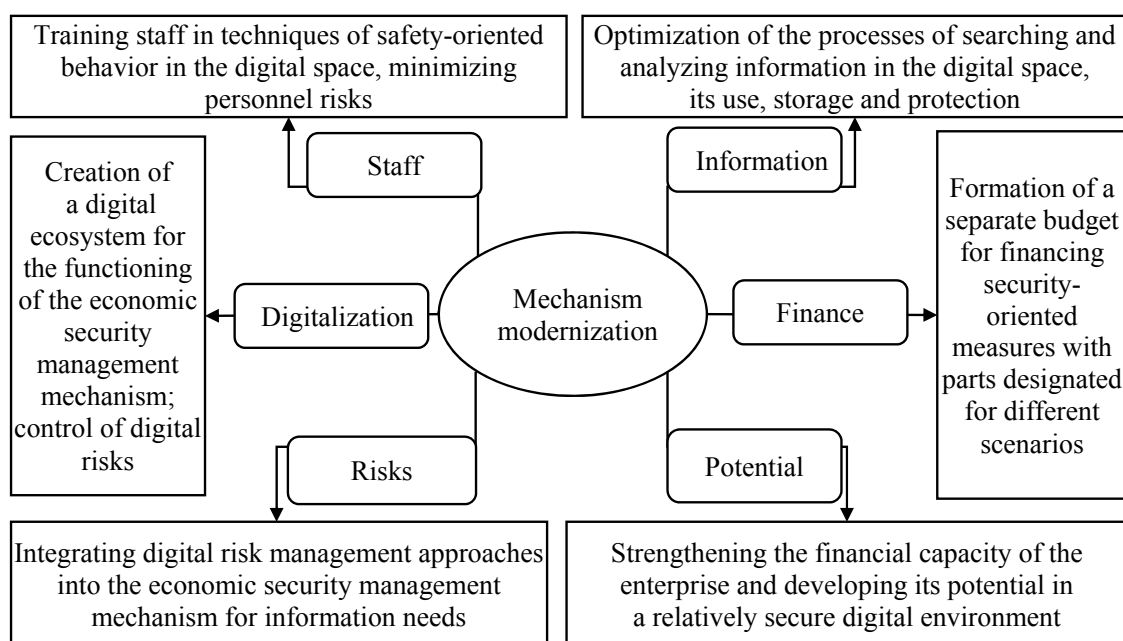 Training staff in techniques of safety-oriented
behavior in the digital space, minimizing
personnel risks
Optimization of the processes of searching and
analyzing information in the digital space,
its use, storage and protection
Staff
Information
Creation of
a digital
ecosystem for
the functioning
of the economic
security
management
mechanism;
control of digital
risks
Digitalization
Mechanism
modernization
Finance
Formation of a
separate budget
for financing
security-
oriented
measures with
parts designated
for different
scenarios
Risks
Potential
Integrating digital risk management approaches
into the economic security management
mechanism for information needs
Strengthening the financial capacity of the
enterprise and developing its potential in
a relatively secure digital environment